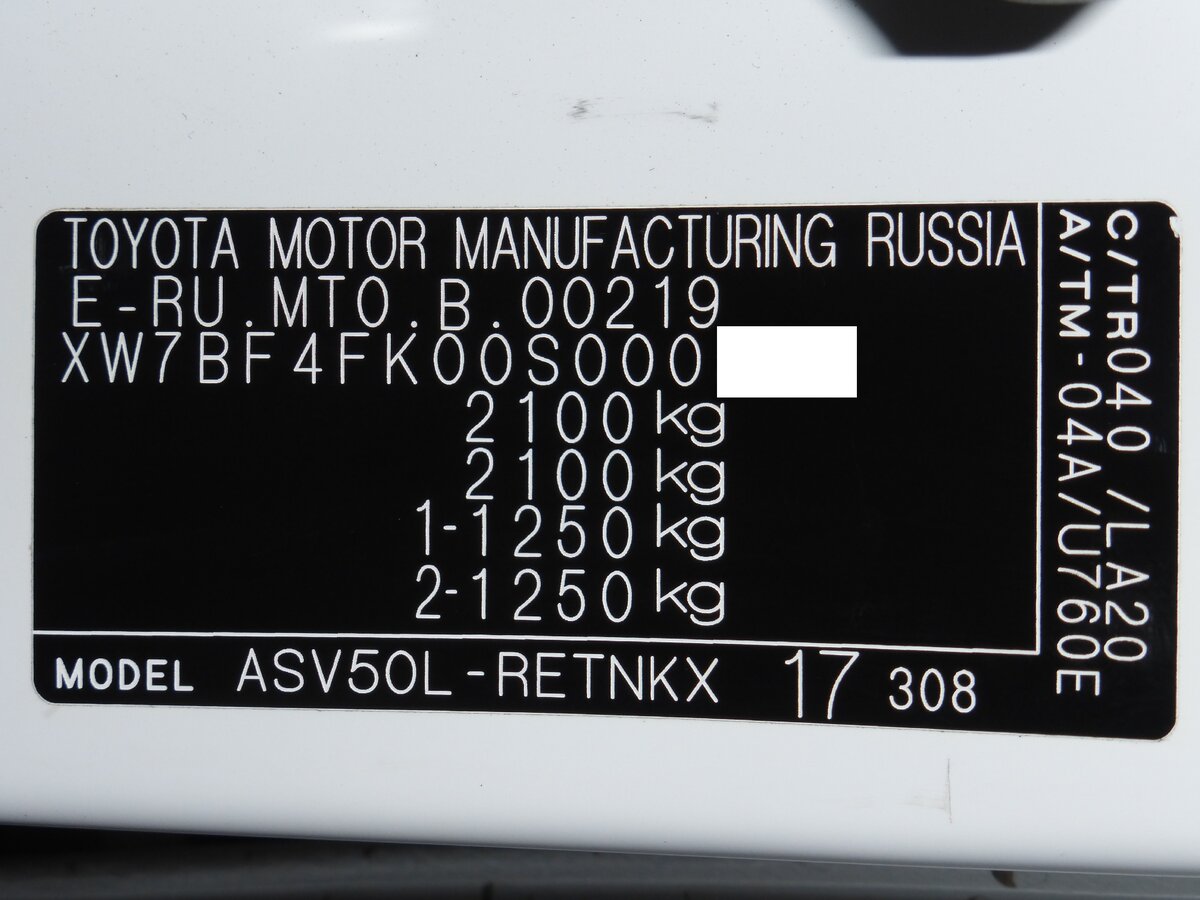 TOYOTA MOTOR MANUFACTURING RUSSIA
E-RU.MTO.B.00219
XW7BF4FK00S000
2100kg
2100kg
1-1250kg
2-1250kg
MODEL ASV50L-RETNKX 17 308
C/TR040 /LA20
A/TM-04A/U760E